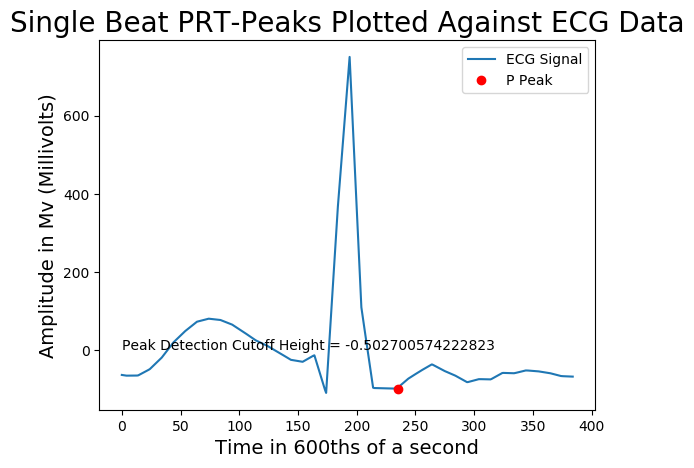 Single Beat PRT-Peaks Plotted Against ECG Data
ECG Signal
P Peak
Amplitude in Mv (Millivolts)
600
400
200
0
Peak Detection Cutoff Height = -0.502700574222823
0 50 100 150 200 250 300 350 400
Time in 600ths of a second